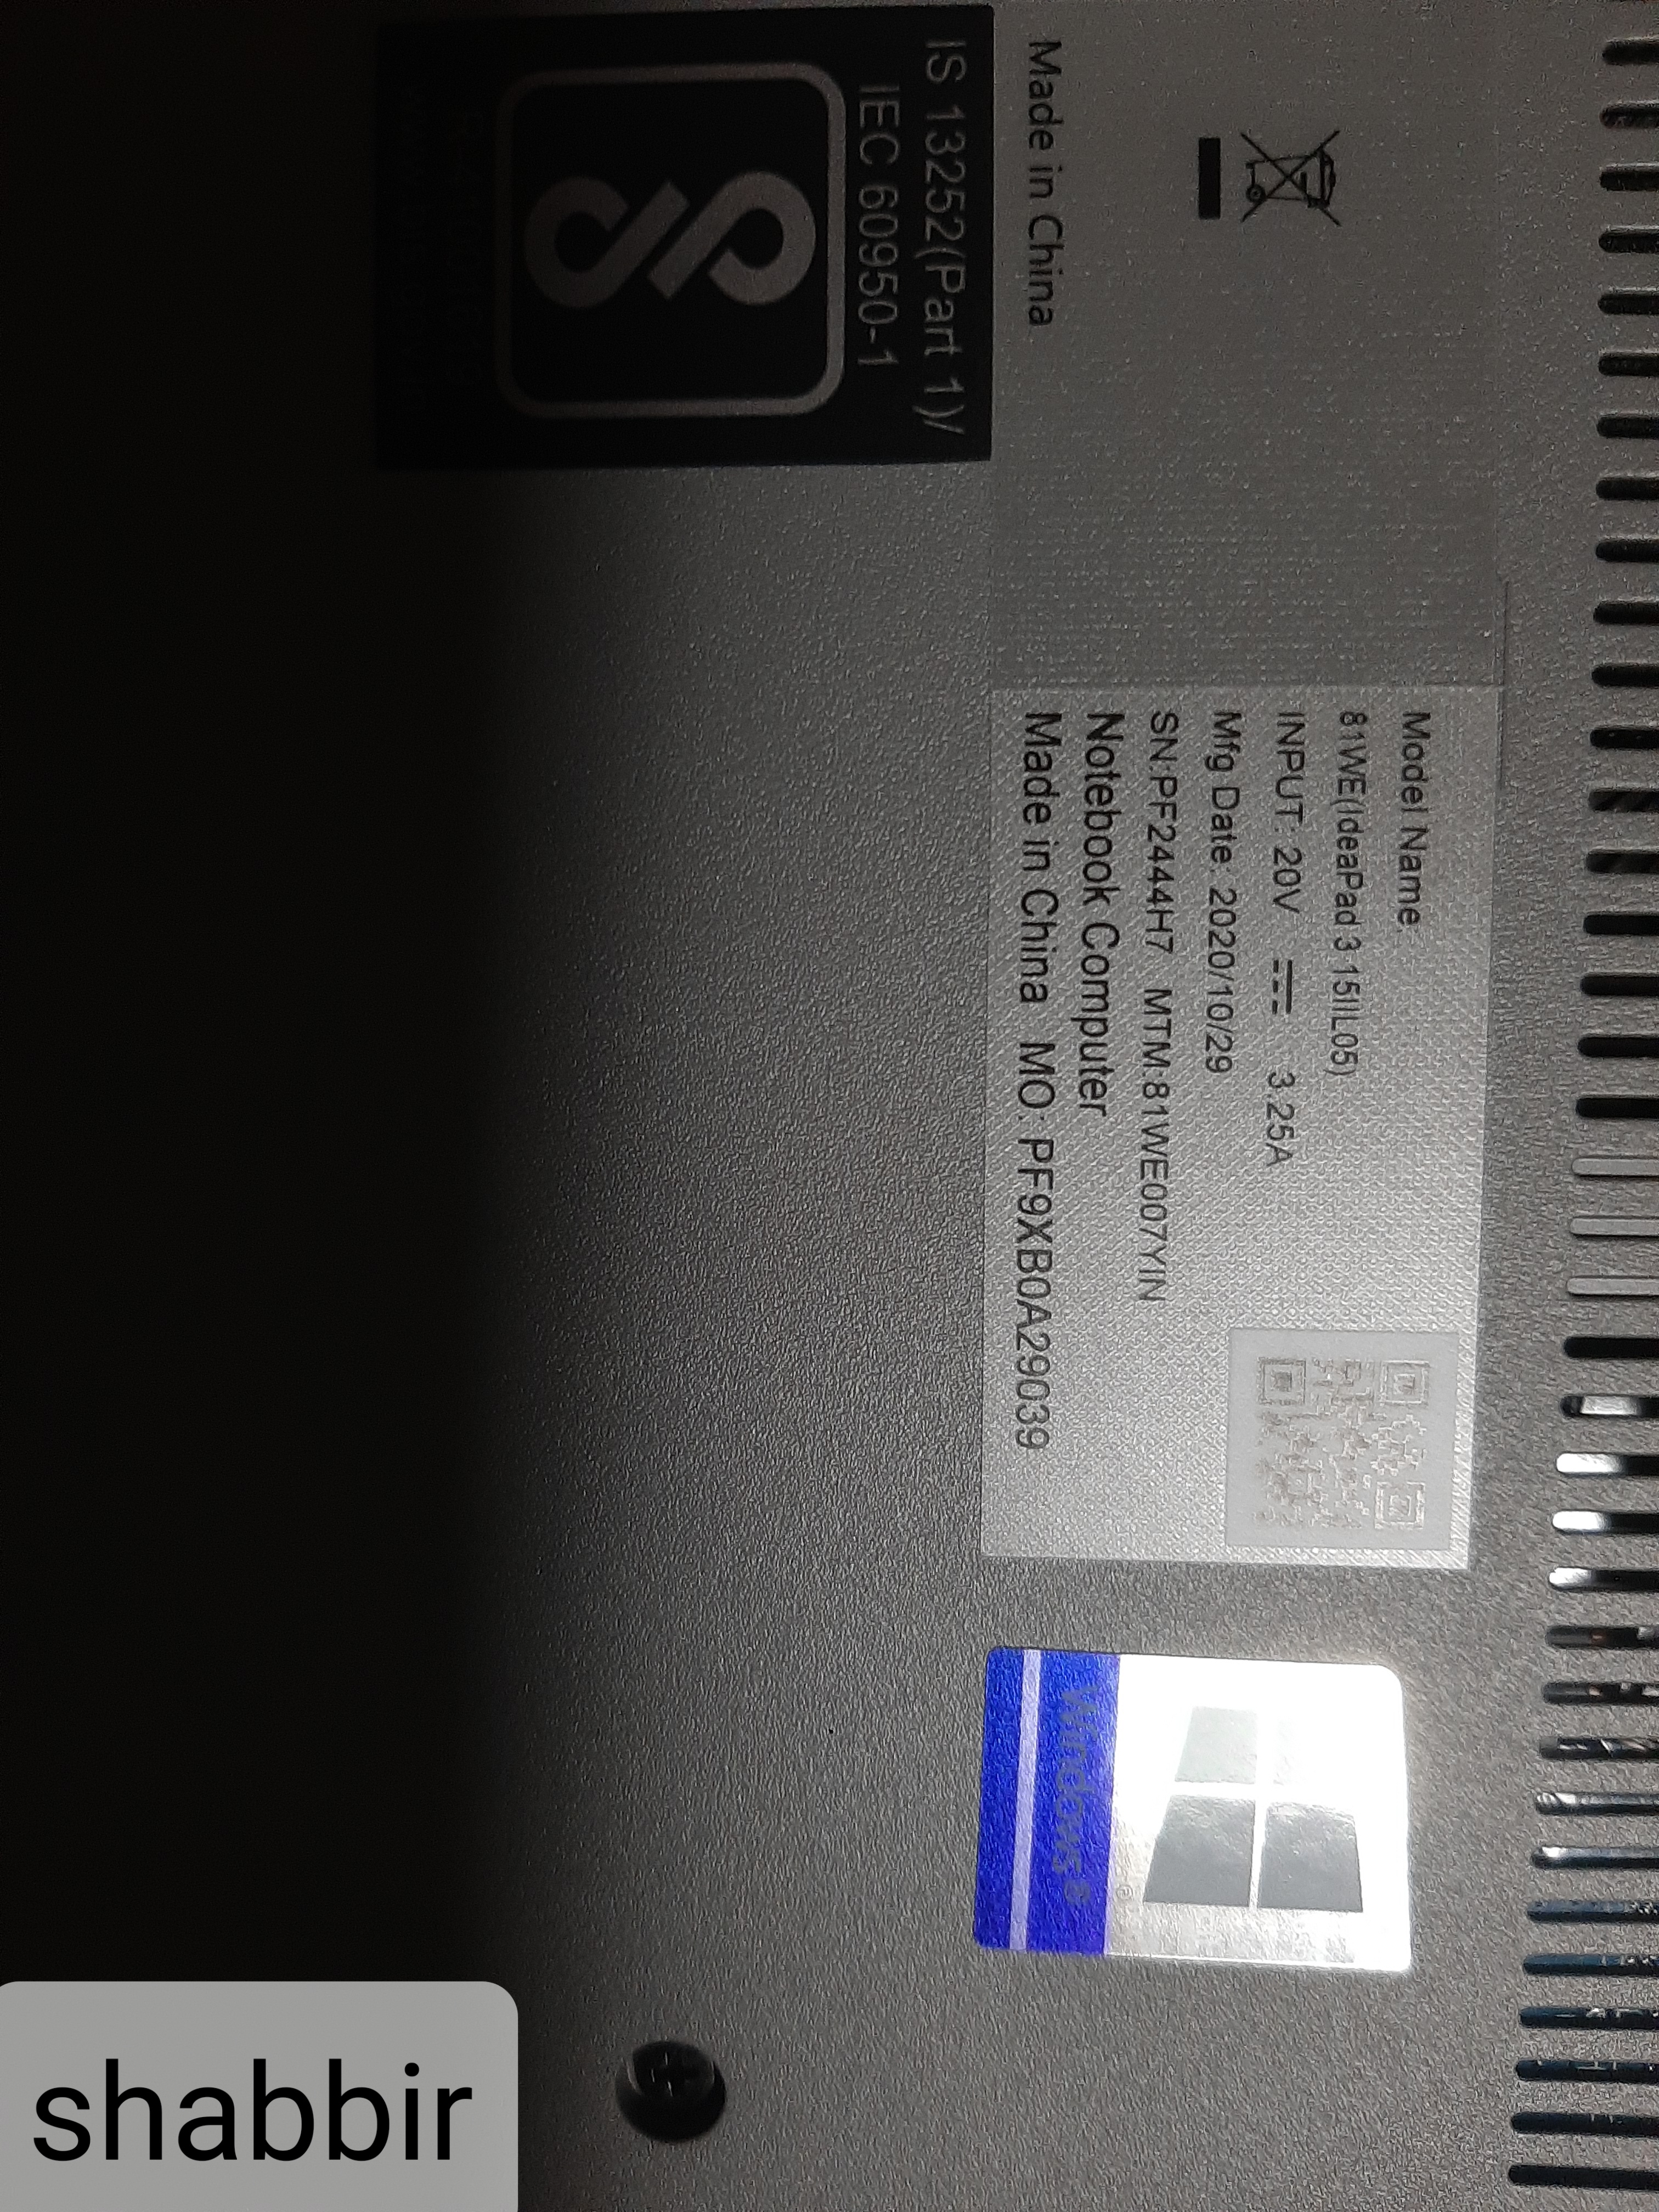 Model Name:
81WE(IdeaPad 3 15IIL05)
INPUT: 20V ⎓ 3.25A
Mfg Date: 2020/10/29
SN:PF2444H7 MTM:81WE007YIN
Notebook Computer
Made in China MO: PF9XB0A29039
Windows®
Made in China
IS 13252(Part 1)/
IEC 60950-1
shabbir